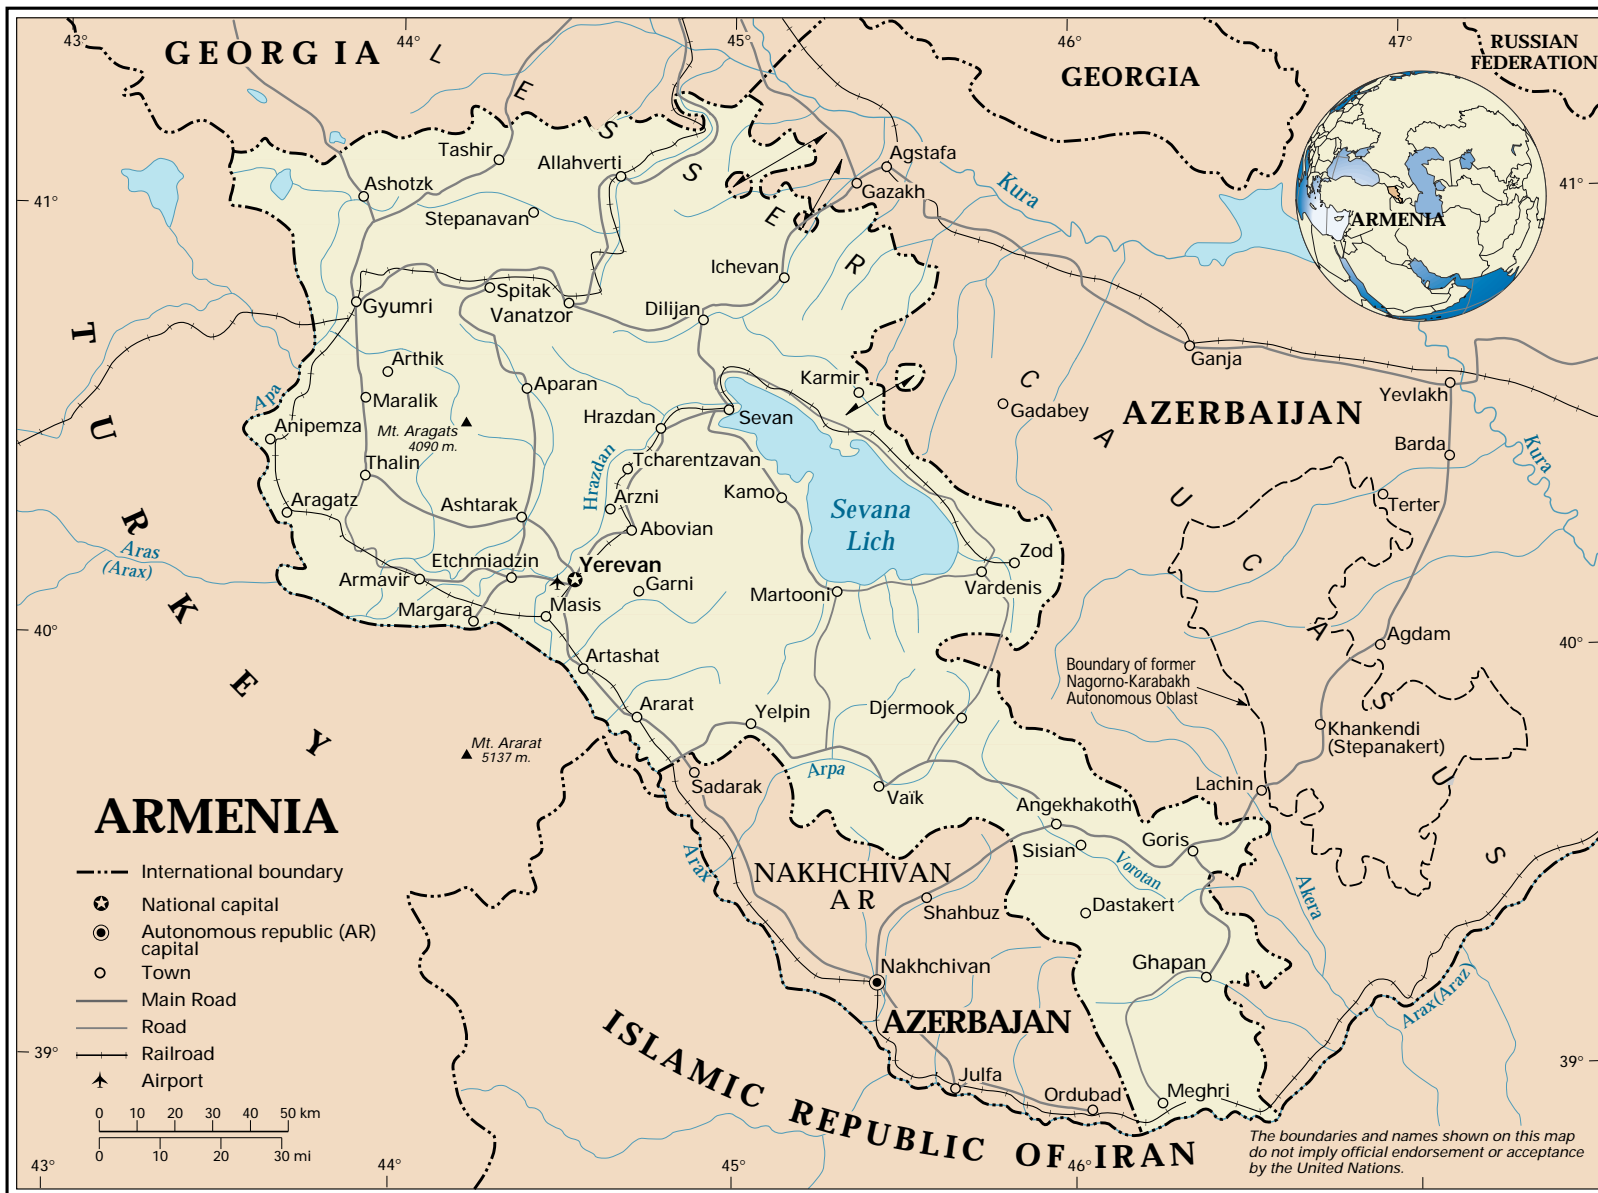 43°
44°
45°
46°
47°
GEORGIA
GEORGIA
RUSSIAN
FEDERATION
LESSER
CAUCASUS
Tashir
Allahverti
Agstafa
Gazakh
Kura
Ashotzk
41°
41°
Stepanavan
ARMENIA
Ichevan
Spitak
Gyumri
Vanatzor
Dilijan
TURKEY
Ganja
Arthik
Karmir
Yevlakh
Apa
Maralik
Aparan
Gadabey
AZERBAIJAN
Hrazdan
Sevan
Anipemza
Mt. Aragats
4090 m.
Barda
Kura
Thalin
Tcharentzavan
Hrazdan
Kamo
Aragatz
Ashtarak
Arzni
Terter
Abovian
Sevana
Lich
Aras
(Arax)
Etchmiadzin
Yerevan
Zod
Armavir
Garni
Martooni
Vardenis
Margara
Masis
40°
40°
Agdam
Artashat
Boundary of former
Nagorno-Karabakh
Autonomous Oblast
Ararat
Yelpin
Djermook
Khankendi
(Stepanakert)
Mt. Ararat
5137 m.
Sadarak
Arpa
Vaïk
Lachin
Angekhakoth
Goris
Sisian
Vorotan
Arax
NAKHCHIVAN
A R
Shahbuz
Dastakert
Akera
Nakhchivan
Ghapan
AZERBAJAN
Arax(Araz)
Julfa
Ordubad
Meghri
39°
39°
ISLAMIC REPUBLIC OF IRAN
ARMENIA
International boundary
National capital
Autonomous republic (AR)
capital
Town
Main Road
Road
Railroad
Airport
0 10 20 30 40 50 km
0 10 20 30 mi
43°
44°
45°
46°
The boundaries and names shown on this map
do not imply official endorsement or acceptance
by the United Nations.